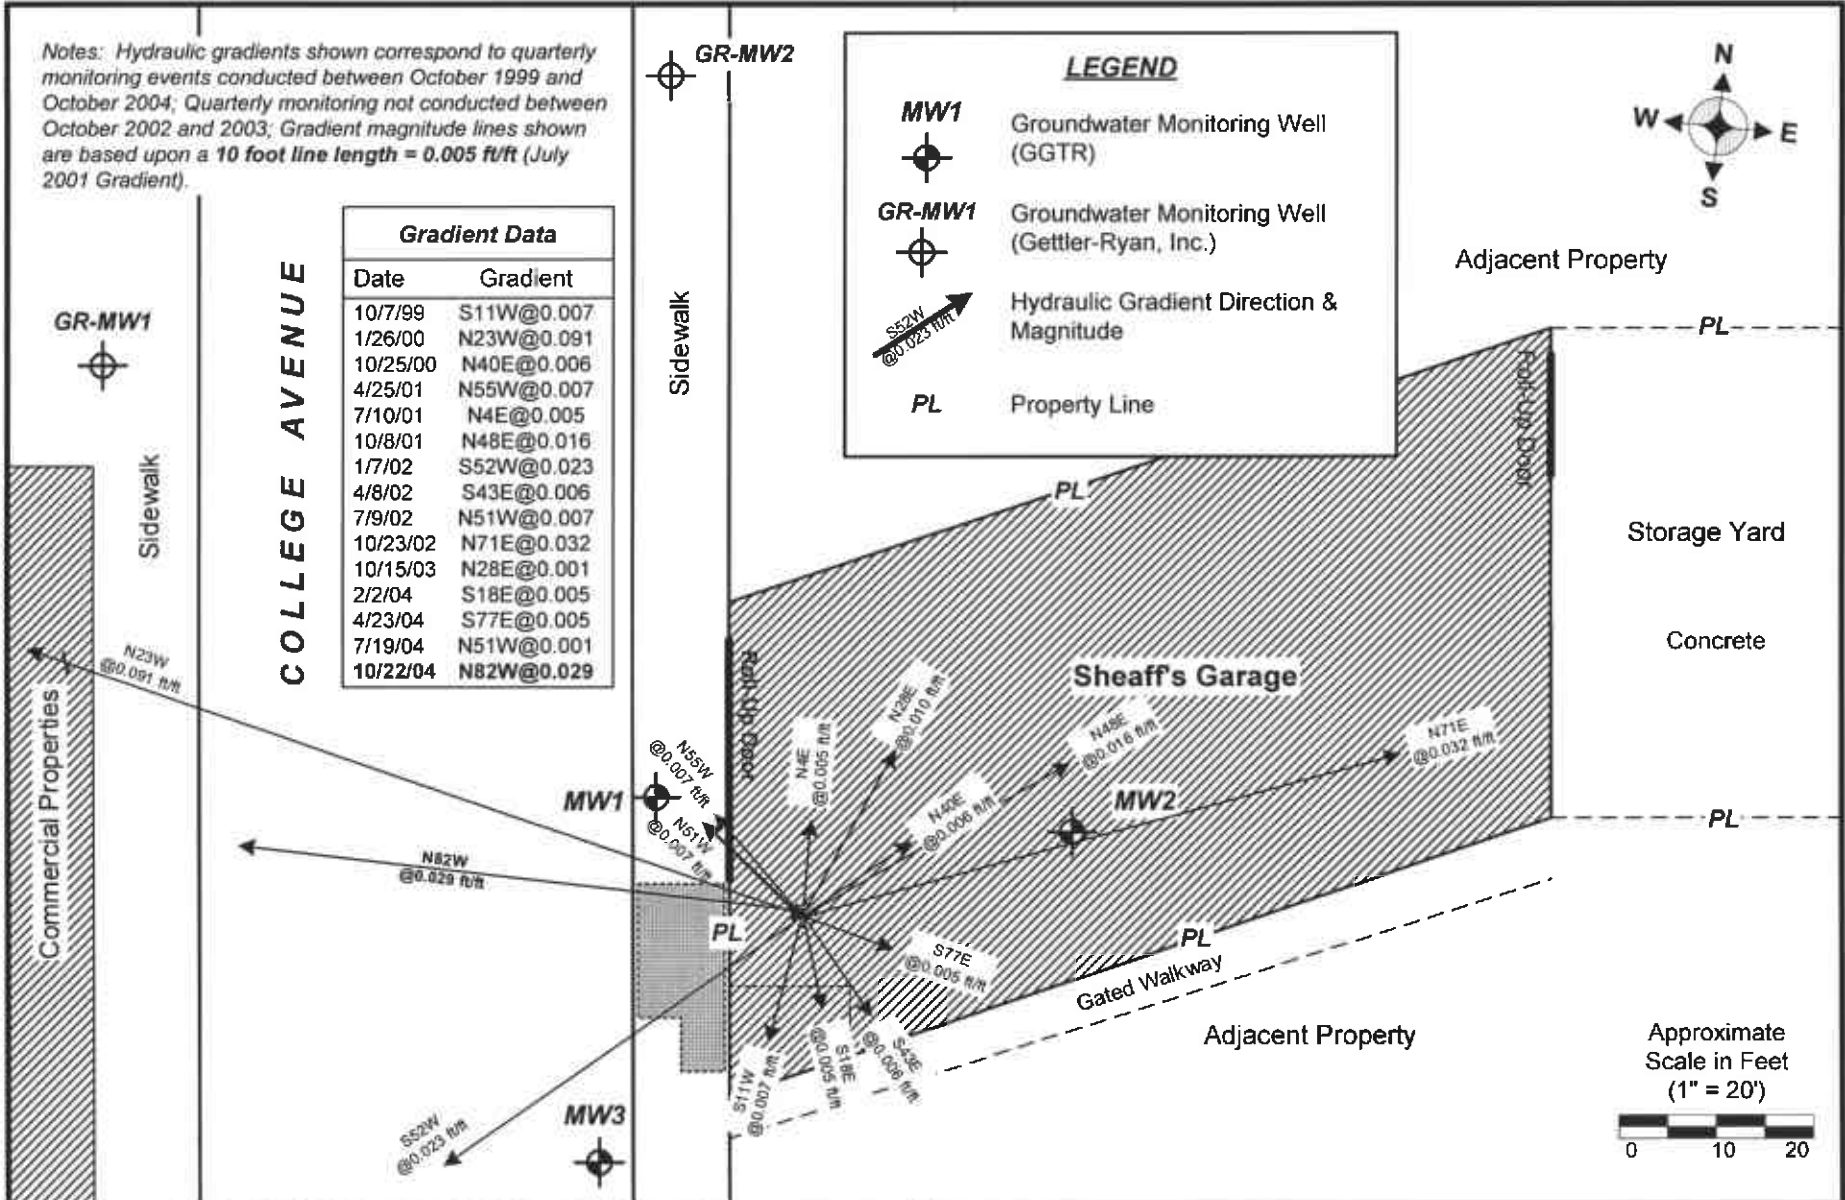 Notes: Hydraulic gradients shown correspond to quarterly
monitoring events conducted between October 1999 and
October 2004; Quarterly monitoring not conducted between
October 2002 and 2003; Gradient magnitude lines shown
are based upon a 10 foot line length = 0.005 ft/ft (July
2001 Gradient).
GR-MW2
LEGEND
MW1
Groundwater Monitoring Well
(GGTR)
GR-MW1
Groundwater Monitoring Well
(Gettler-Ryan, Inc.)
S52W
@0.023 ft/ft
Hydraulic Gradient Direction &
Magnitude
PL
Property Line
N
W
E
S
Adjacent Property
PL
Gradient Data
Date Gradient
10/7/99 S11W@0.007
1/26/00 N23W@0.091
10/25/00 N40E@0.006
4/25/01 N55W@0.007
7/10/01 N4E@0.005
10/8/01 N48E@0.016
1/7/02 S52W@0.023
4/8/02 S43E@0.006
7/9/02 N51W@0.007
10/23/02 N71E@0.032
10/15/03 N28E@0.001
2/2/04 S18E@0.005
4/23/04 S77E@0.005
7/19/04 N51W@0.001
10/22/04 N82W@0.029
COLLEGE AVENUE
GR-MW1
Sidewalk
Sidewalk
Roll-Up Door
PL
Storage Yard
Concrete
Sheaff's Garage
Roll-Up Door
N23W
@0.091 ft/ft
Commercial Properties
N55W
@0.007 ft/ft
MW1
N51W
@0.007 ft/ft
N4E
@0.005 ft/ft
N28E
@0.010 ft/ft
N48E
@0.016 ft/ft
N71E
@0.032 ft/ft
N40E
@0.006 ft/ft
MW2
PL
N82W
@0.029 ft/ft
PL
S77E
@0.005 ft/ft
PL
Gated Walkway
Adjacent Property
S43E
@0.006 ft/ft
S18E
@0.005 ft/ft
S11W
@0.007 ft/ft
S52W
@0.023 ft/ft
MW3
Approximate
Scale in Feet
(1" = 20')
0 10 20